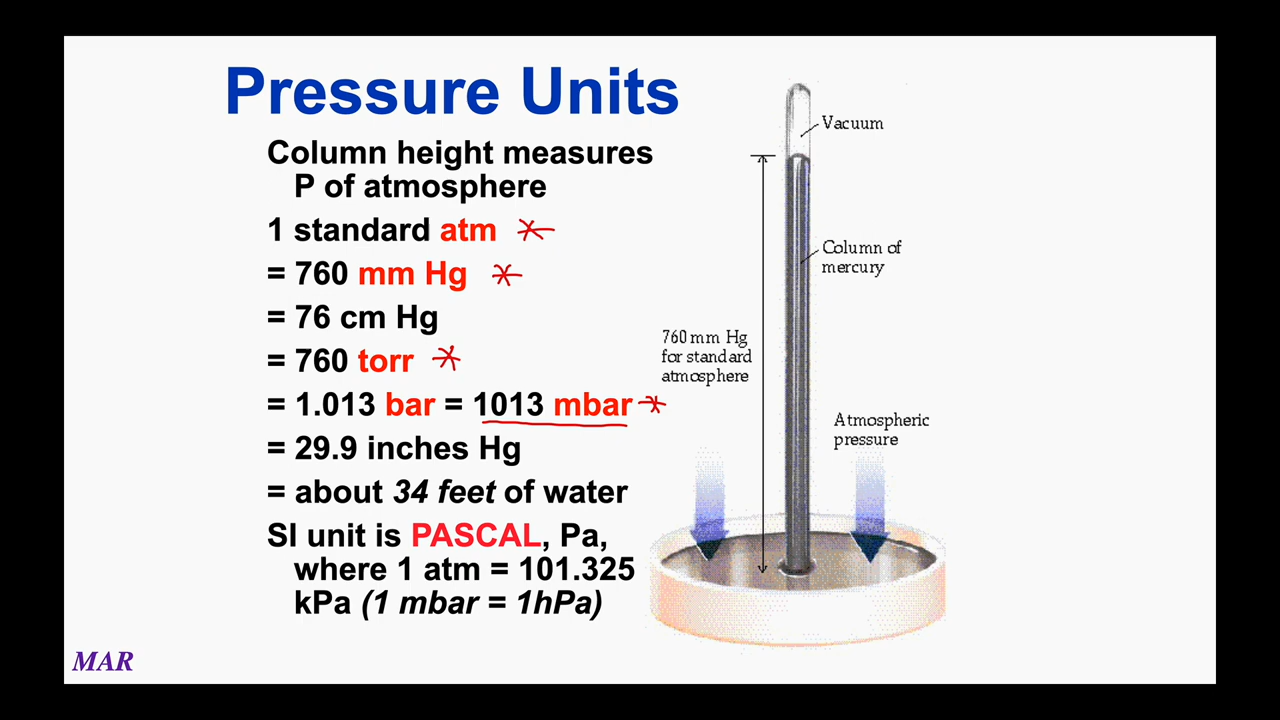 Pressure Units
Column height measures
P of atmosphere
1 standard atm
= 760 mm Hg
= 76 cm Hg
= 760 torr
= 1.013 bar = 1013 mbar
= 29.9 inches Hg
= about 34 feet of water
SI unit is PASCAL, Pa,
where 1 atm = 101.325
kPa (1 mbar = 1hPa)
Vacuum
Column of
mercury
760 mm Hg
for standard
atmosphere
Atmospheric
pressure
MAR